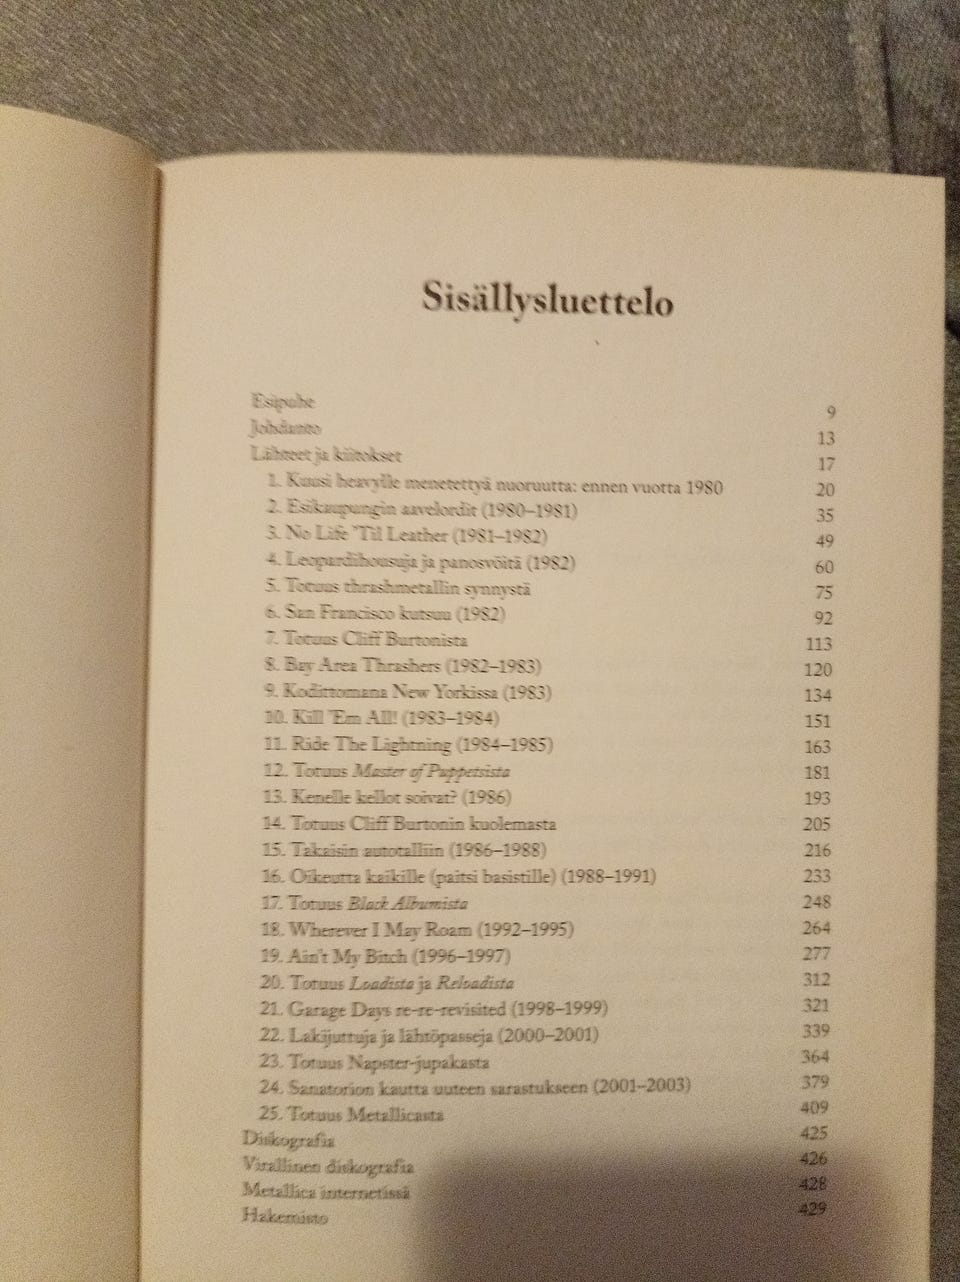 Sisällysluettelo
Esipuhe 9
Johdanto 13
Lähteet ja kiitokset 17
1. Kuusi heavylle menetettyä nuoruutta: ennen vuotta 1980 20
2. Esikaupungin aavelordit (1980–1981) 35
3. No Life 'Til Leather (1981–1982) 49
4. Leopardihousuja ja panosvöitä (1982) 60
5. Totuus thrashmetallin synnystä 75
6. San Francisco kutsuu (1982) 92
7. Totuus Cliff Burtonista 113
8. Bay Area Thrashers (1982–1983) 120
9. Kodittomana New Yorkissa (1983) 134
10. Kill 'Em All! (1983–1984) 151
11. Ride The Lightning (1984–1985) 163
12. Totuus Master of Puppetsista 181
13. Kenelle kellot soivat? (1986) 193
14. Totuus Cliff Burtonin kuolemasta 205
15. Takaisin autotalliin (1986–1988) 216
16. Oikeutta kaikille (paitsi basistille) (1988–1991) 233
17. Totuus Black Albumista 248
18. Wherever I May Roam (1992–1995) 264
19. Ain't My Bitch (1996–1997) 277
20. Totuus Loadista ja Reloadista 312
21. Garage Days re-re-revisited (1998–1999) 321
22. Lakijuttuja ja lähtöpasseja (2000–2001) 339
23. Totuus Napster-jupakasta 364
24. Sanatorion kautta uuteen sarastukseen (2001–2003) 379
25. Totuus Metallicasta 409
Diskografia 425
Virallinen diskografia 426
Metallica internetissä 428
Hakemisto 429